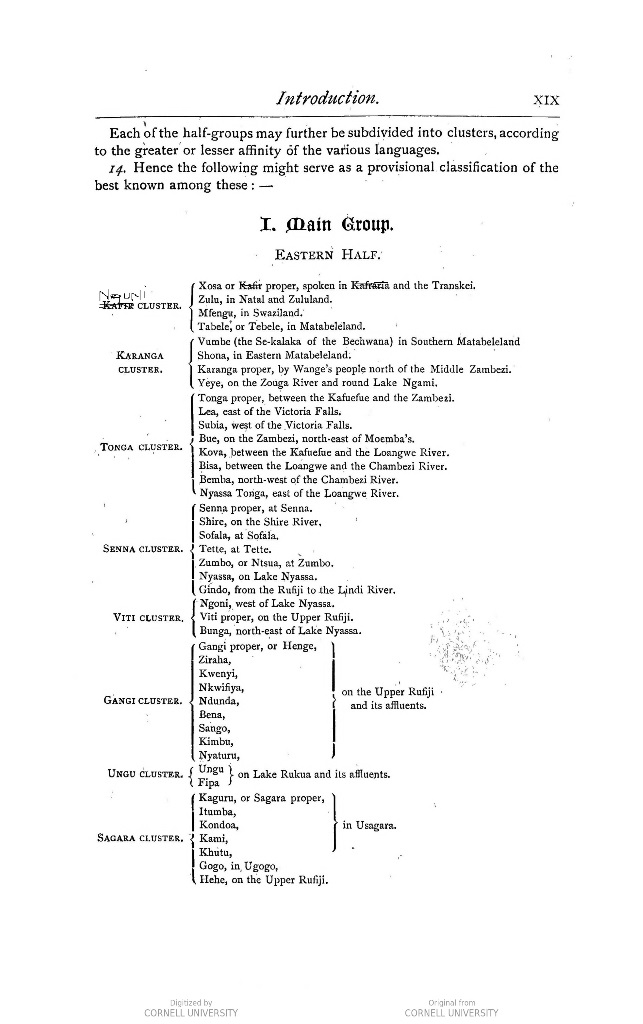 Introduction. XIX
Each of the half-groups may further be subdivided into clusters, according
to the greater or lesser affinity of the various languages.
14. Hence the following might serve as a provisional classification of the
best known among these : —
I. Main Group.
EASTERN HALF.
Nguni
KAFIR CLUSTER.
Xosa or Kafir proper, spoken in Kafraria and the Transkei.
Zulu, in Natal and Zululand.
Mfengu, in Swaziland.
Tabele, or Tebele, in Matabeleland.
KARANGA
CLUSTER.
Vumbe (the Se-kalaka of the Bechwana) in Southern Matabeleland
Shona, in Eastern Matabeleland.
Karanga proper, by Wange's people north of the Middle Zambezi.
Yeye, on the Zouga River and round Lake Ngami.
TONGA CLUSTER.
Tonga proper, between the Kafuefue and the Zambezi.
Lea, east of the Victoria Falls.
Subia, west of the Victoria Falls.
Bue, on the Zambezi, north-east of Moemba's.
Kova, between the Kafuefue and the Loangwe River.
Bisa, between the Loangwe and the Chambezi River.
Bemba, north-west of the Chambezi River.
Nyassa Tonga, east of the Loangwe River.
SENNA CLUSTER.
Senna proper, at Senna.
Shire, on the Shire River.
Sofala, at Sofala.
Tette, at Tette.
Zumbo, or Ntsua, at Zumbo.
Nyassa, on Lake Nyassa.
Gindo, from the Rufiji to the Lindi River.
VITI CLUSTER.
Ngoni, west of Lake Nyassa.
Viti proper, on the Upper Rufiji.
Bunga, north-east of Lake Nyassa.
GANGI CLUSTER.
Gangi proper, or Henge,
Ziraha,
Kwenyi,
Nkwifiya,
Ndunda,
Bena,
Sango,
Kimbu,
Nyaturu,
on the Upper Rufiji
and its affluents.
UNGU CLUSTER.
Ungu
Fipa
on Lake Rukua and its affluents.
SAGARA CLUSTER.
Kaguru, or Sagara proper,
Itumba,
Kondoa,
Kami,
Khutu,
in Usagara.
Gogo, in Ugogo,
Hehe, on the Upper Rufiji.
Digitized by
CORNELL UNIVERSITY
Original from
CORNELL UNIVERSITY